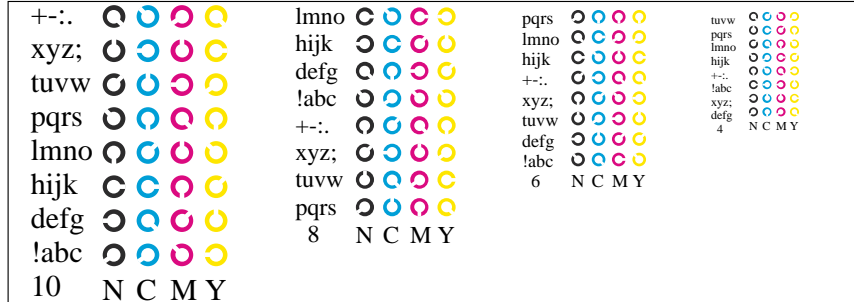 +-:.
xyz;
tuvw
pqrs
lmno
hijk
defg
!abc
10 N C M Y
lmno
hijk
defg
!abc
+-:.
xyz;
tuvw
pqrs
8 N C M Y
pqrs
lmno
hijk
+-:.
xyz;
tuvw
defg
!abc
6 N C M Y
tuvw
pqrs
lmno
hijk
+-:.
!abc
xyz;
defg
4 N C M Y